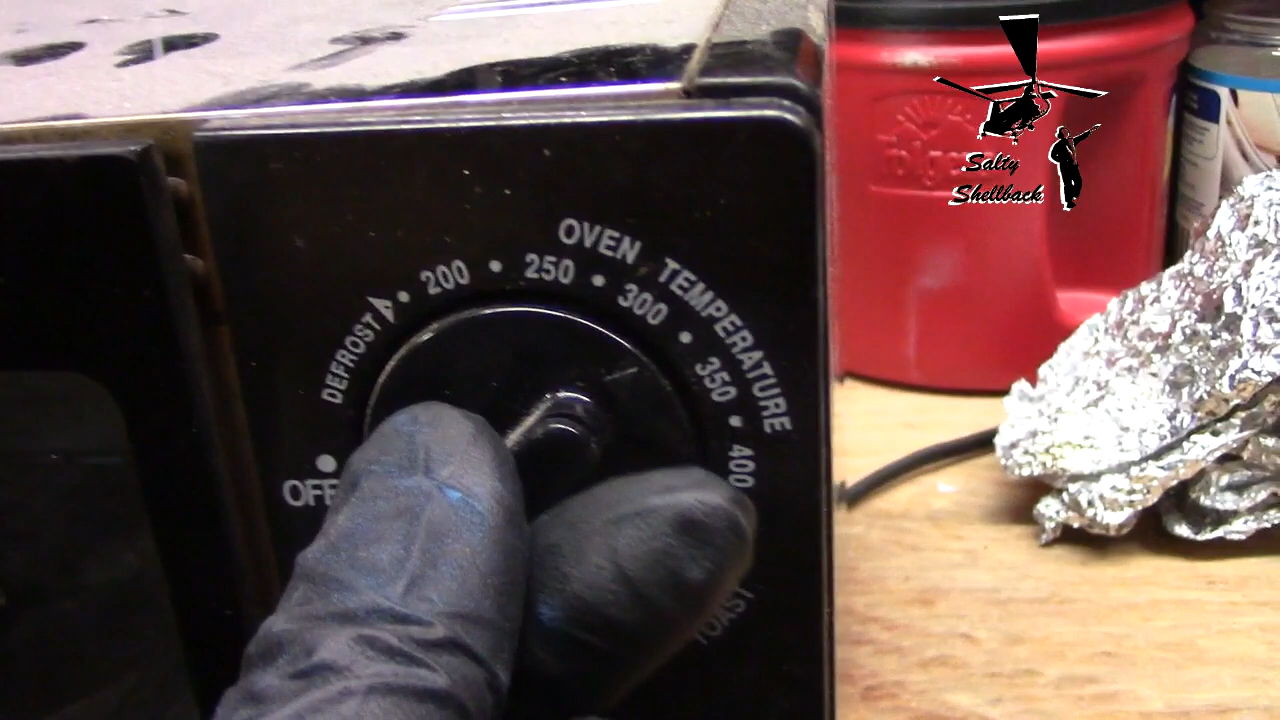 OVEN TEMPERATURE
DEFROST
200 • 250 • 300 • 350 • 400
OFF
TOAST
Salty
Shellback